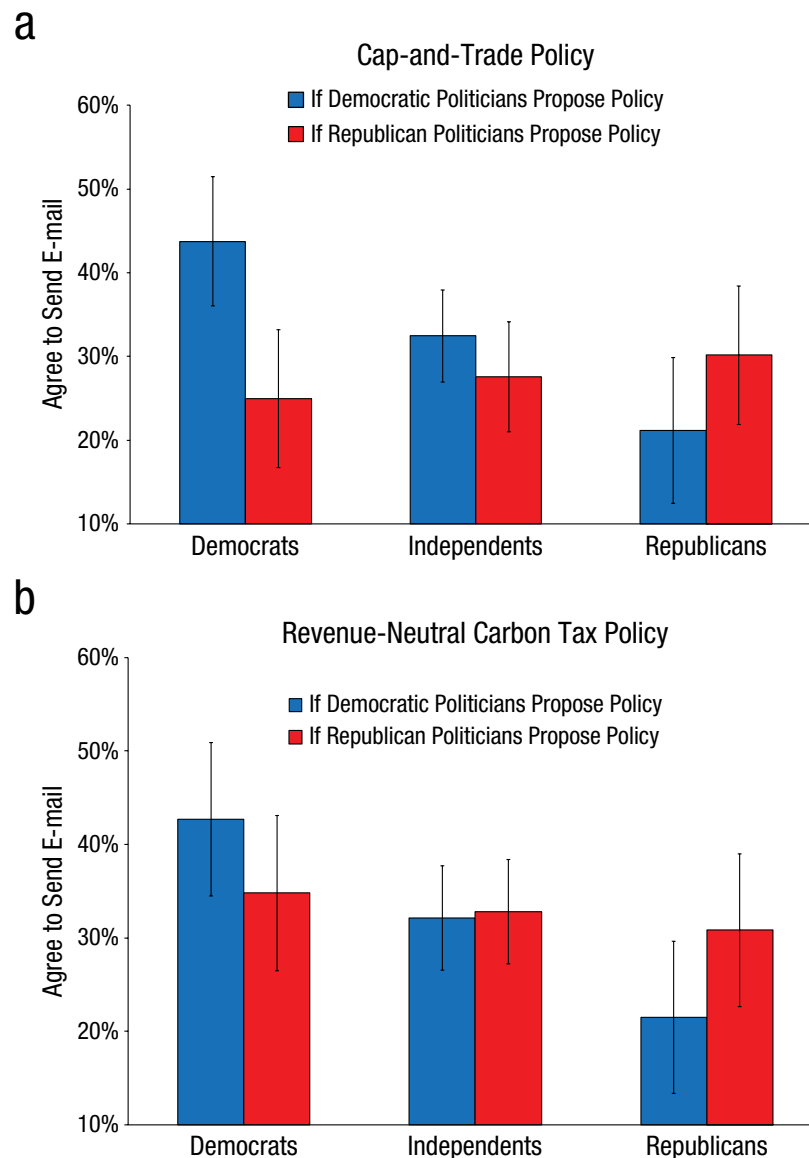 a
Cap-and-Trade Policy
If Democratic Politicians Propose Policy
If Republican Politicians Propose Policy
Agree to Send E-mail
60%
50%
40%
30%
20%
10%
Democrats Independents Republicans
b
Revenue-Neutral Carbon Tax Policy
If Democratic Politicians Propose Policy
If Republican Politicians Propose Policy
Agree to Send E-mail
60%
50%
40%
30%
20%
10%
Democrats Independents Republicans